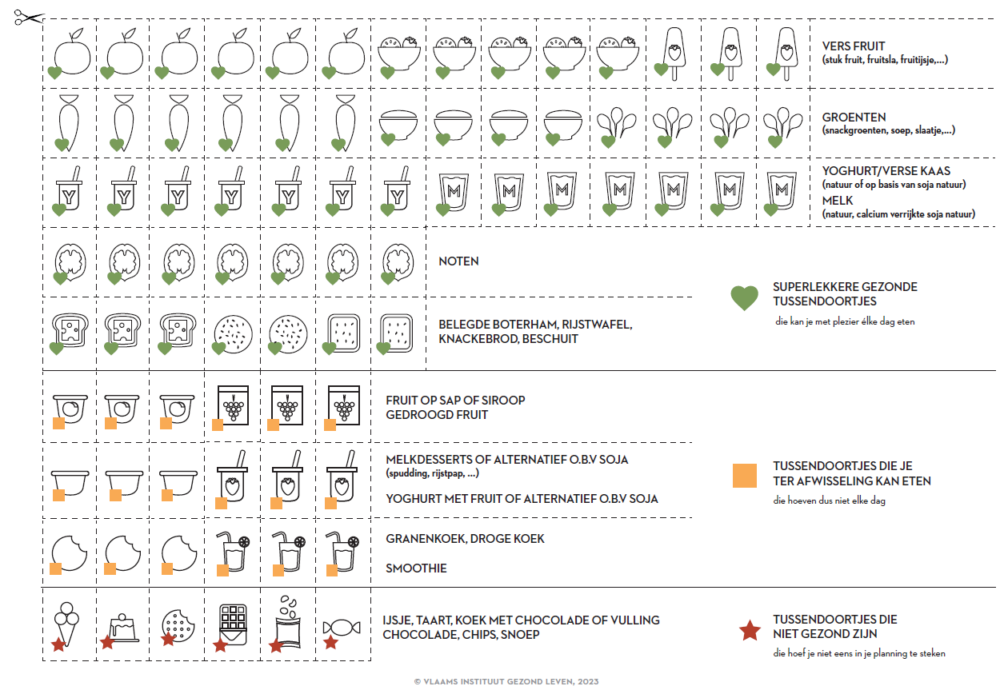 VERS FRUIT
(stuk fruit, fruitsla, fruitijsje,...)
GROENTEN
(snackgroenten, soep, slaatje,...)
Y Y Y Y Y Y Y M M M M M M M
YOGHURT/VERSE KAAS
(natuur of op basis van soja natuur)
MELK
(natuur, calcium verrijkte soja natuur)
NOTEN
SUPERLEKKERE GEZONDE
TUSSENDOORTJES
die kan je met plezier élke dag eten
BELEGDE BOTERHAM, RIJSTWAFEL,
KNACKEBROD, BESCHUIT
FRUIT OP SAP OF SIROOP
GEDROOGD FRUIT
MELKDESSERTS OF ALTERNATIEF O.B.V SOJA
(spudding, rijstpap, ...)
YOGHURT MET FRUIT OF ALTERNATIEF O.B.V SOJA
TUSSENDOORTJES DIE JE
TER AFWISSELING KAN ETEN
die hoeven dus niet elke dag
GRANENKOEK, DROGE KOEK
SMOOTHIE
IJSJE, TAART, KOEK MET CHOCOLADE OF VULLING
CHOCOLADE, CHIPS, SNOEP
TUSSENDOORTJES DIE
NIET GEZOND ZIJN
die hoef je niet eens in je planning te steken
© VLAAMS INSTITUUT GEZOND LEVEN, 2023